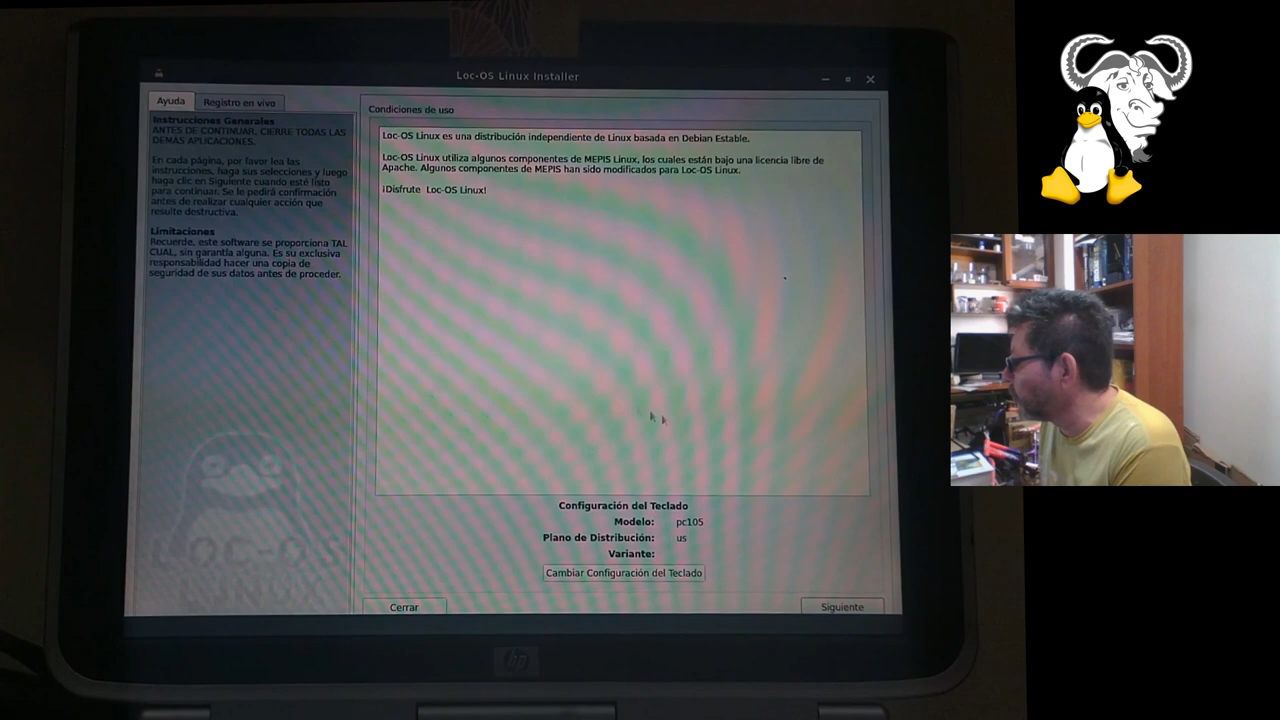 Loc-OS Linux Installer
Ayuda
Registro en vivo
Instrucciones Generales
ANTES DE CONTINUAR, CIERRE TODAS LAS
DEMÁS APLICACIONES.
En cada página, por favor lea las
instrucciones, haga sus selecciones y luego
haga clic en Siguiente cuando esté listo
para continuar. Se le pedirá confirmación
antes de realizar cualquier acción que
resulte destructiva.
Limitaciones
Recuerde, este software se proporciona TAL
CUAL, sin garantía alguna. Es su exclusiva
responsabilidad hacer una copia de
seguridad de sus datos antes de proceder.
LOC-OS
LINUX
Condiciones de uso
Loc-OS Linux es una distribución independiente de Linux basada en Debian Estable.
Loc-OS Linux utiliza algunos componentes de MEPIS Linux, los cuales están bajo una licencia libre de
Apache. Algunos componentes de MEPIS han sido modificados para Loc-OS Linux.
¡Disfrute Loc-OS Linux!
Configuración del Teclado
Modelo: pc105
Plano de Distribución: us
Variante:
Cambiar Configuración del Teclado
Cerrar
Siguiente
hp